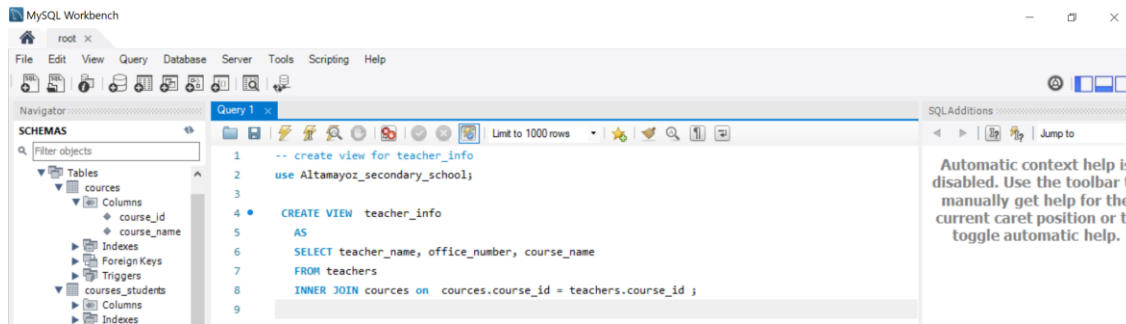 MySQL Workbench
root ×
File Edit View Query Database Server Tools Scripting Help
Navigator
SCHEMAS
Filter objects
Tables
cources
Columns
course_id
course_name
Indexes
Foreign Keys
Triggers
courses_students
Columns
Indexes
Query 1 ×
Limit to 1000 rows
1 -- create view for teacher_info
2 use Altamayoz_secondary_school;
3
4 CREATE VIEW teacher_info
5 AS
6 SELECT teacher_name, office_number, course_name
7 FROM teachers
8 INNER JOIN cources on cources.course_id = teachers.course_id ;
9
SQLAdditions
Jump to
Automatic context help is
disabled. Use the toolbar t
manually get help for the
current caret position or t
toggle automatic help.